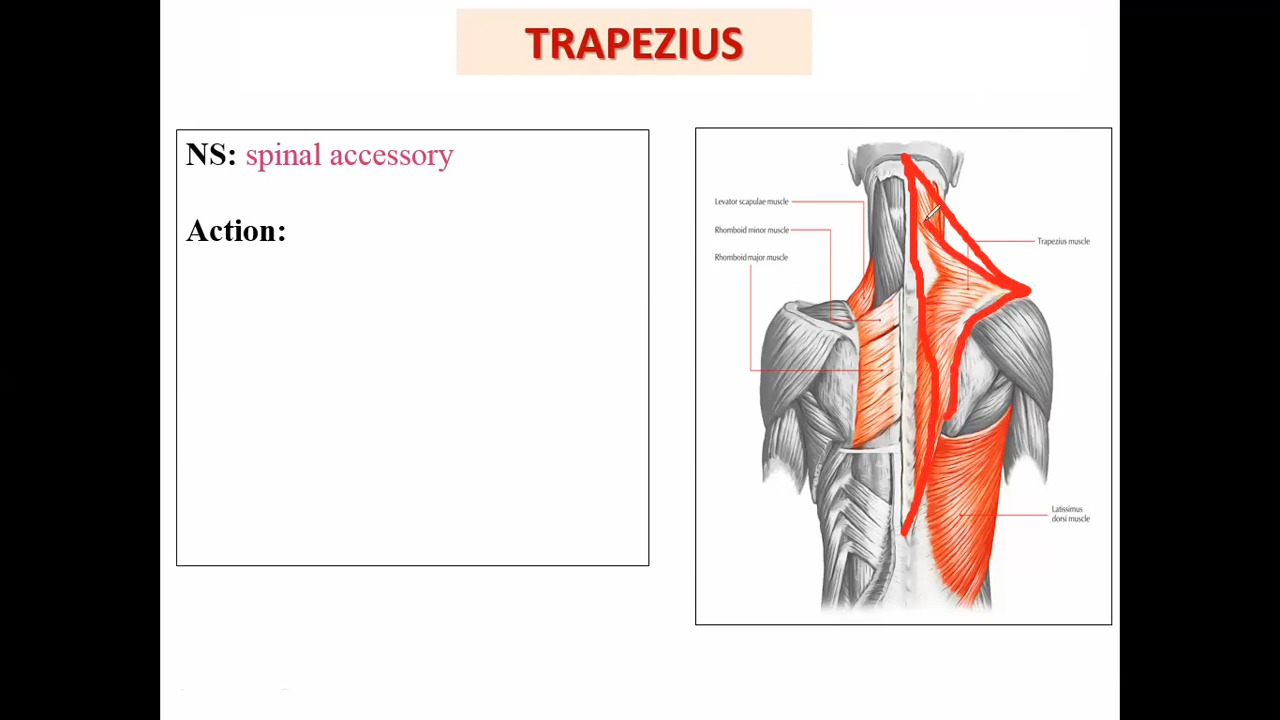 TRAPEZIUS
NS: spinal accessory
Action:
Levator scapulae muscle
Rhomboid minor muscle
Rhomboid major muscle
Trapezius muscle
Latissimus
dorsi muscle